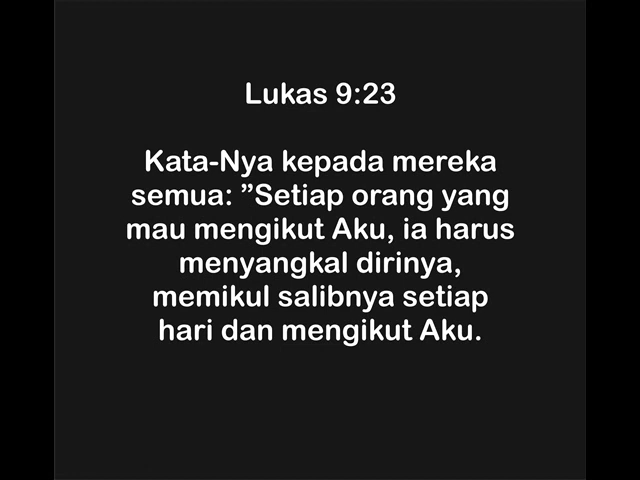 Lukas 9:23
Kata-Nya kepada mereka
semua: ”Setiap orang yang
mau mengikut Aku, ia harus
menyangkal dirinya,
memikul salibnya setiap
hari dan mengikut Aku.